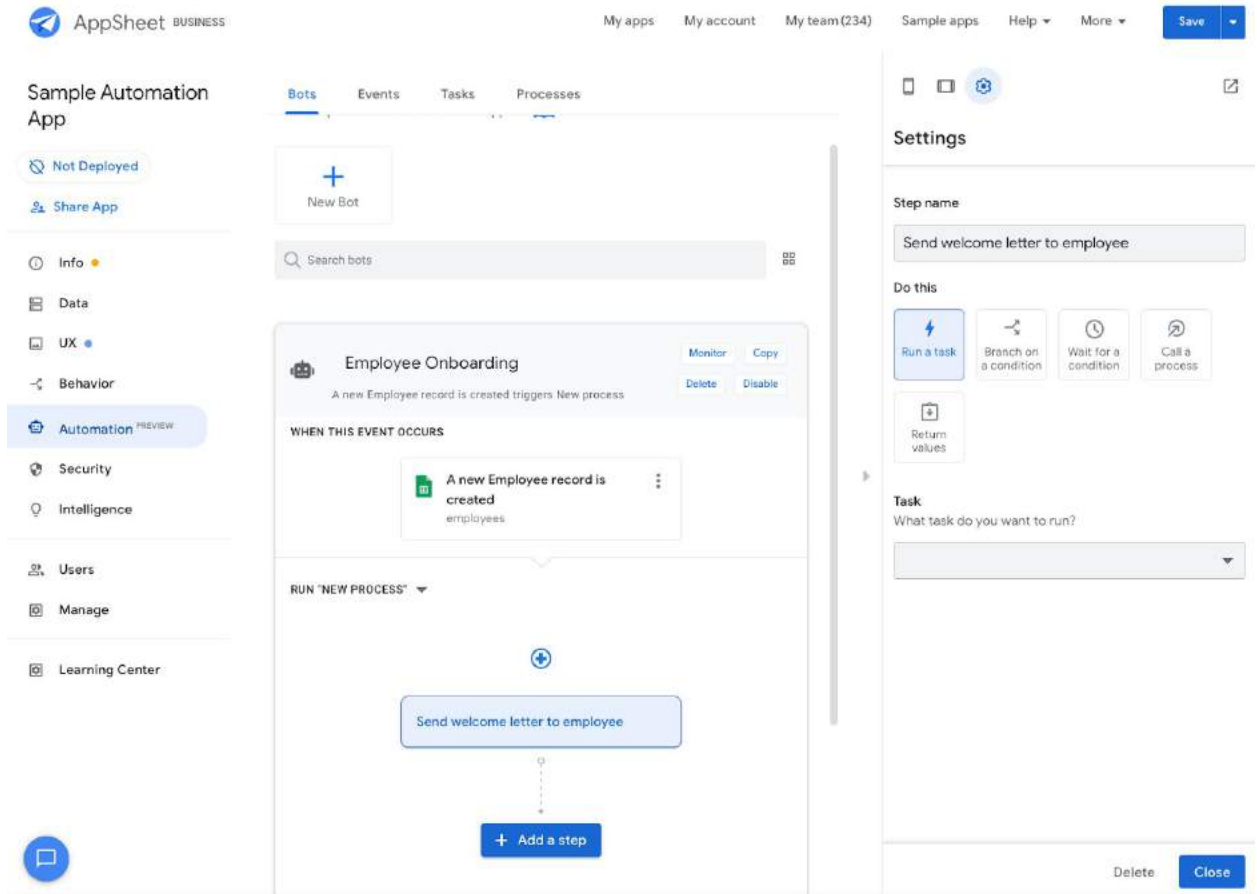 AppSheet BUSINESS
My apps My account My team (234) Sample apps Help More Save
Sample Automation
App
Not Deployed
Share App
Info
Data
UX
Behavior
Automation PREVIEW
Security
Intelligence
Users
Manage
Learning Center
Bots Events Tasks Processes
New Bot
Search bots
Employee Onboarding
A new Employee record is created triggers New process
Monitor Copy
Delete Disable
WHEN THIS EVENT OCCURS
A new Employee record is
created
employees
RUN "NEW PROCESS"
Send welcome letter to employee
+ Add a step
Settings
Step name
Send welcome letter to employee
Do this
Run a task
Branch on
a condition
Wait for a
condition
Call a
process
Return
values
Task
What task do you want to run?
Delete Close